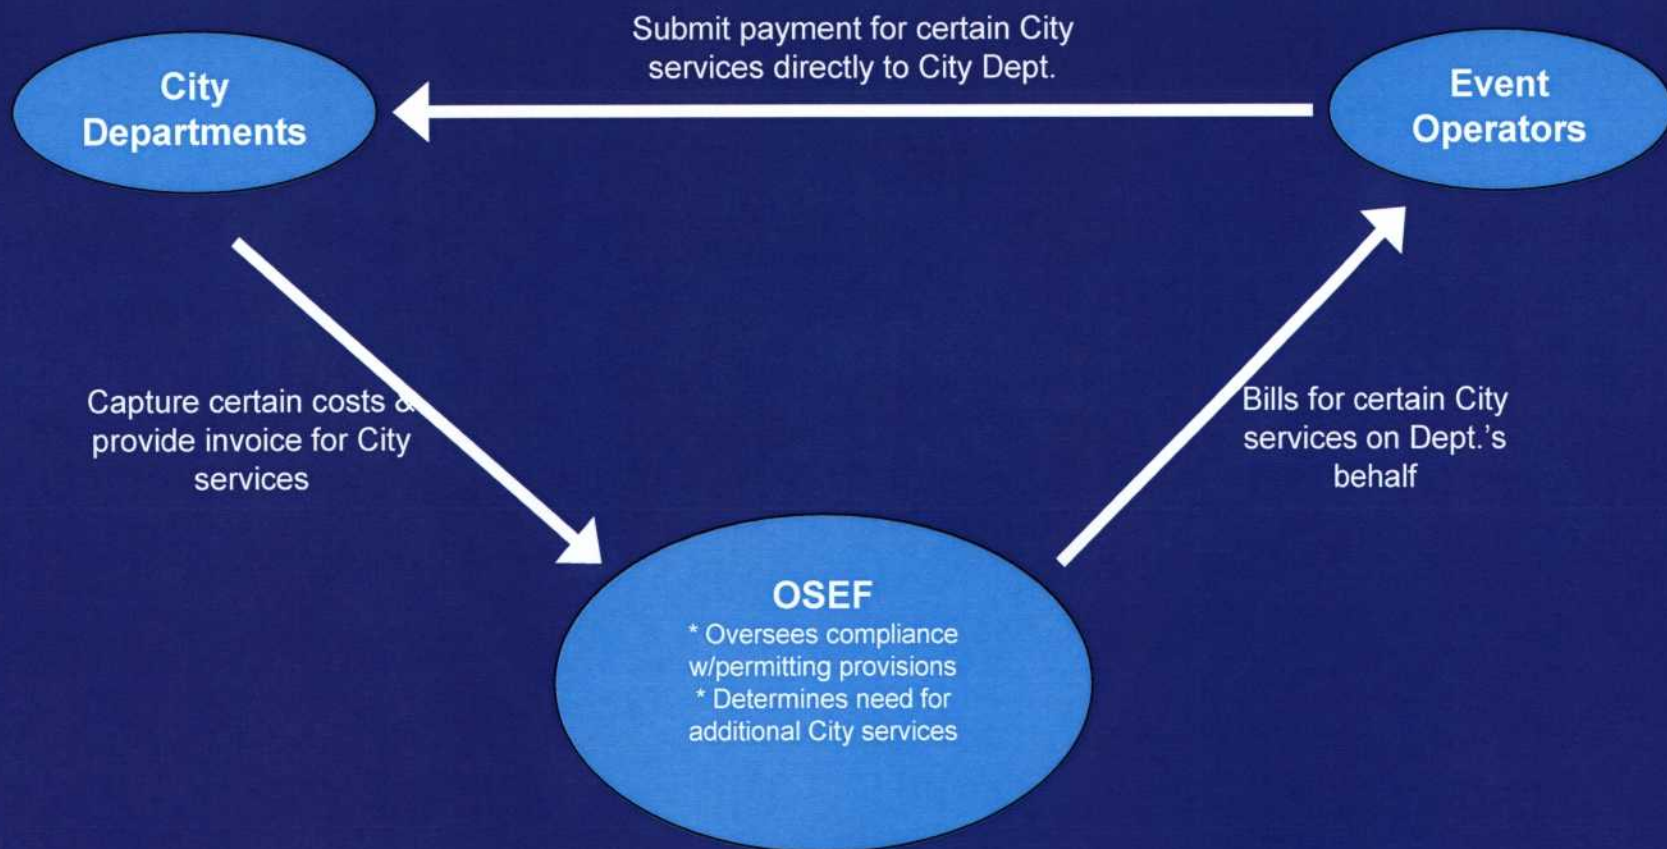 Submit payment for certain City
services directly to City Dept.
City
Departments
Event
Operators
Capture certain costs &
provide invoice for City
services
Bills for certain City
services on Dept.'s
behalf
OSEF
* Oversees compliance
w/permitting provisions
* Determines need for
additional City services